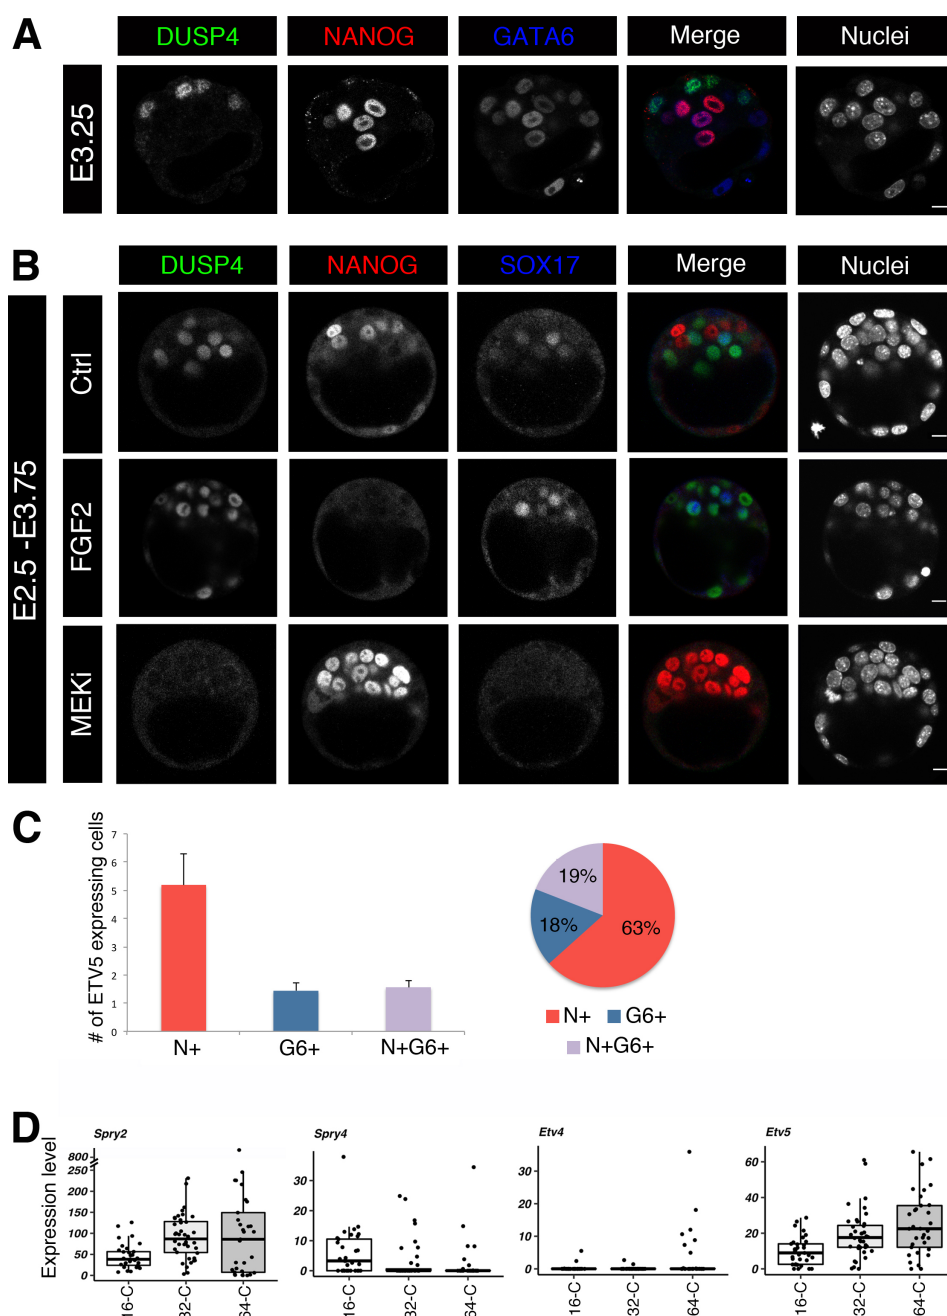 A
DUSP4 NANOG GATA6 Merge Nuclei
E3.25
B
DUSP4 NANOG SOX17 Merge Nuclei
E2.5 -E3.75
Ctrl
FGF2
MEKi
C
# of ETV5 expressing cells
7
6
5
4
3
2
1
0
N+ G6+ N+G6+
19%
18%
63%
N+ G6+
N+G6+
D
Expression level
Spry2
800
250
200
150
100
50
0
16-C 32-C 64-C
Spry4
30
20
10
0
16-C 32-C 64-C
Etv4
30
20
10
0
16-C 32-C 64-C
Etv5
60
40
20
0
16-C 32-C 64-C